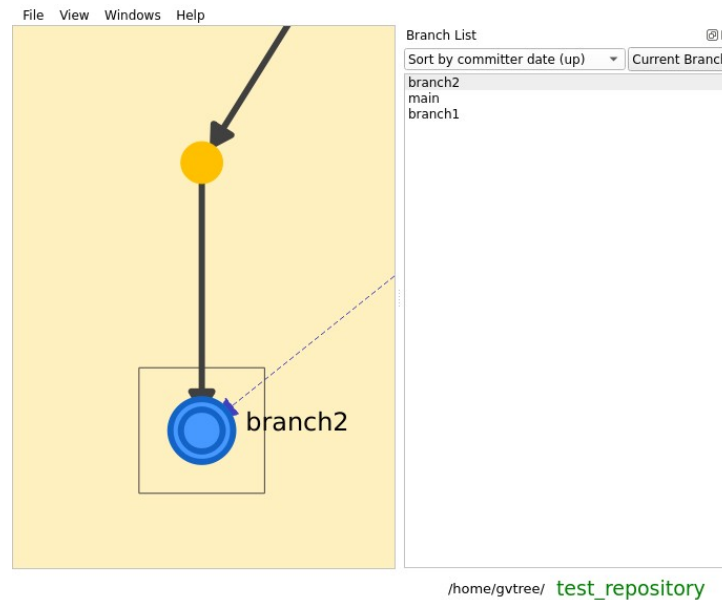 File View Windows Help
Branch List
Sort by committer date (up)
Current Branch
branch2
main
branch1
branch2
/home/gvtree/ test_repository